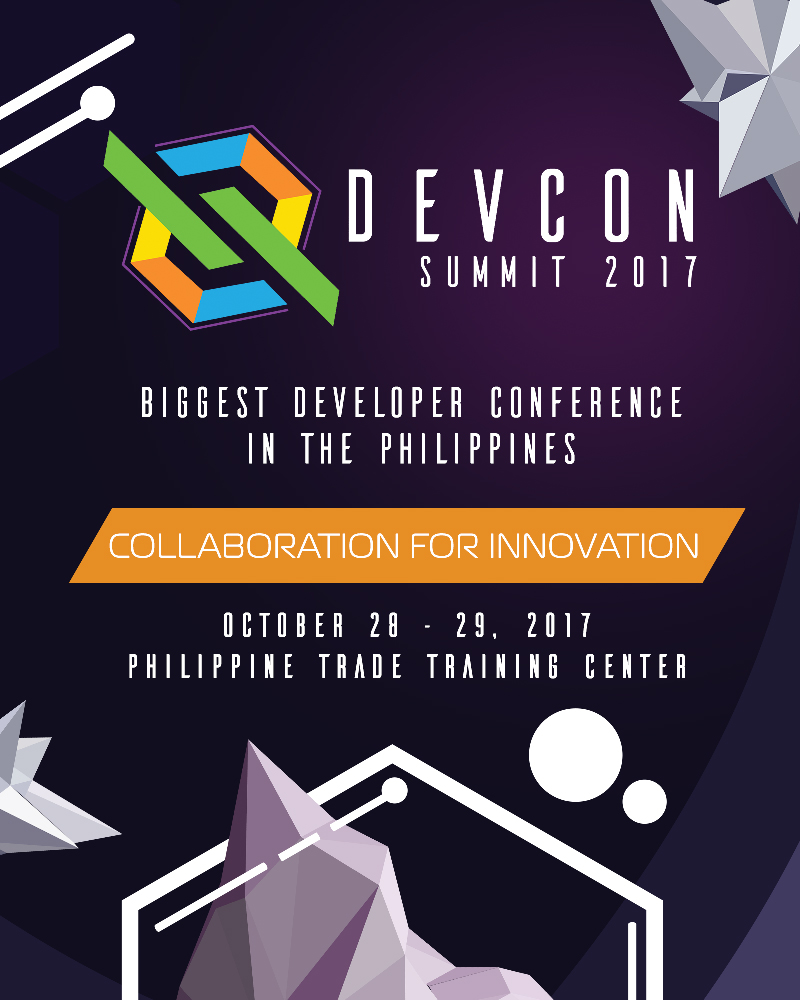 DEVCON
SUMMIT 2017
BIGGEST DEVELOPER CONFERENCE
IN THE PHILIPPINES
COLLABORATION FOR INNOVATION
OCTOBER 28 - 29, 2017
PHILIPPINE TRADE TRAINING CENTER